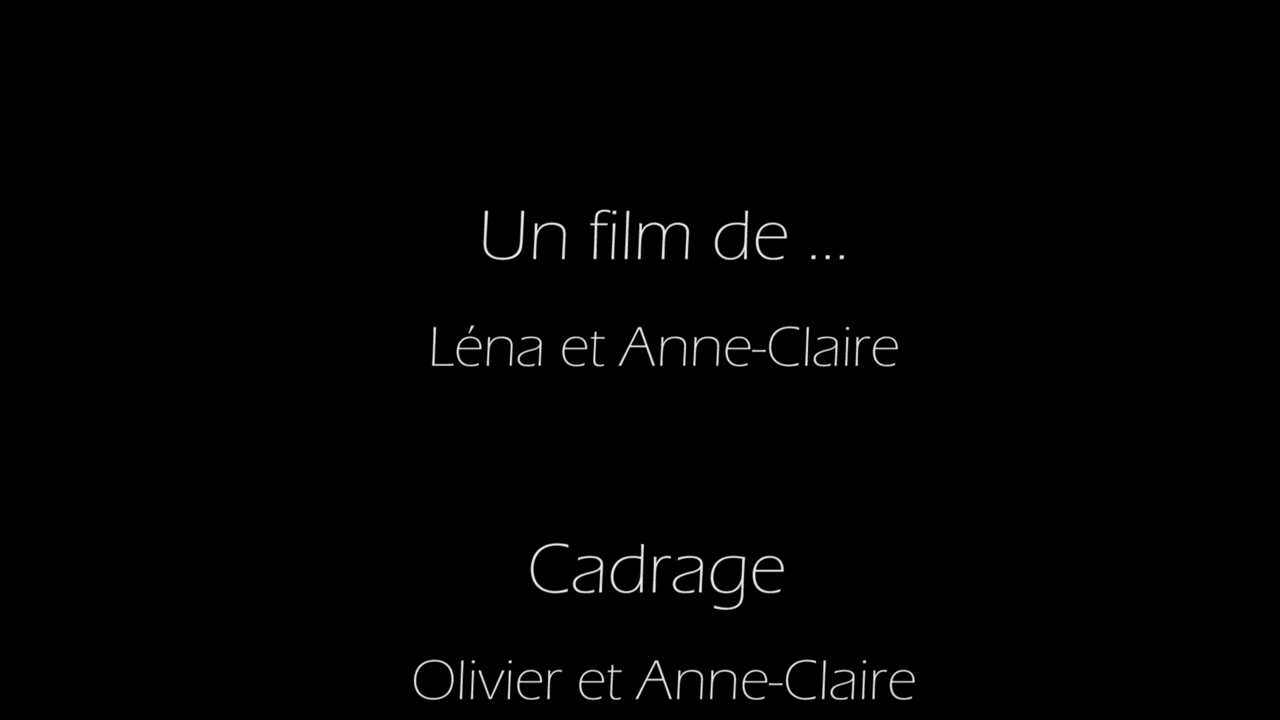 Un film de ...
Léna et Anne-Claire
Cadrage
Olivier et Anne-Claire